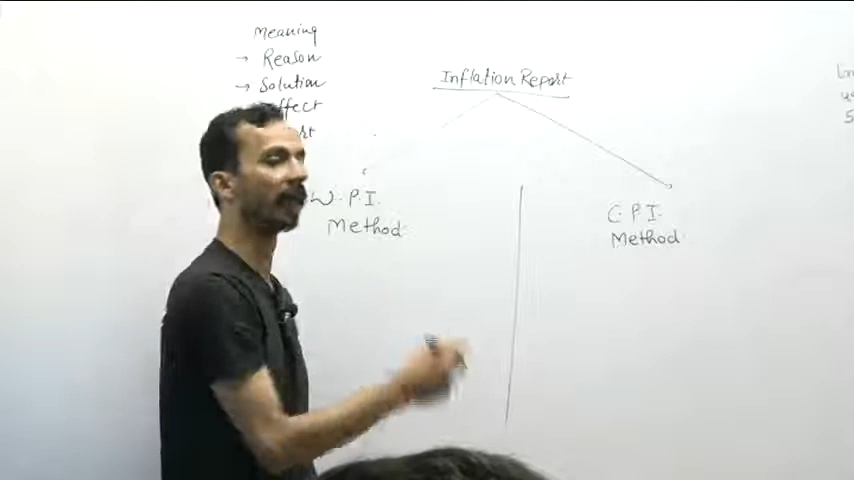 Meaning
→ Reason
→ Solution
Inflation Report
W.P.I.
Method
C.P.I.
Method